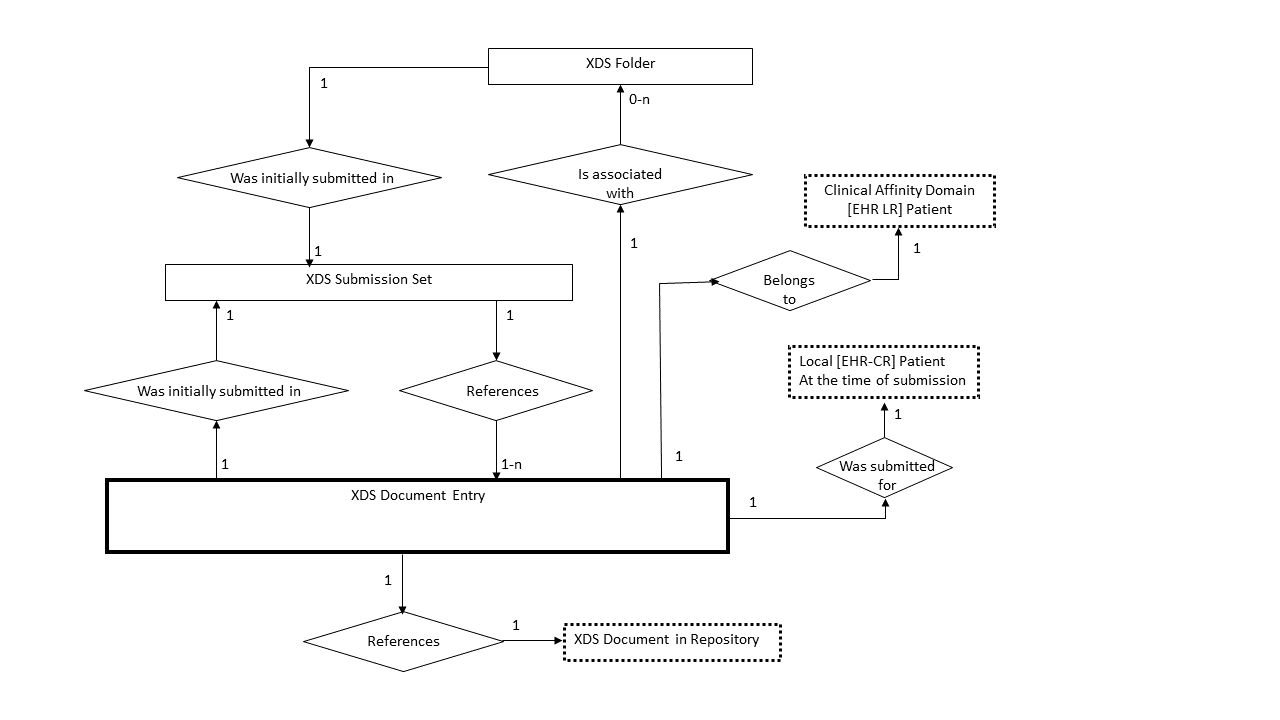 XDS Folder
1
0-n
Was initially submitted in
Is associated
with
Clinical Affinity Domain
[EHR LR] Patient
1
1
1
XDS Submission Set
Belongs
to
1
1
Local [EHR-CR] Patient
At the time of submission
Was initially submitted in
References
1
1
1-n
1
Was submitted
for
XDS Document Entry
1
1
References
1
XDS Document in Repository